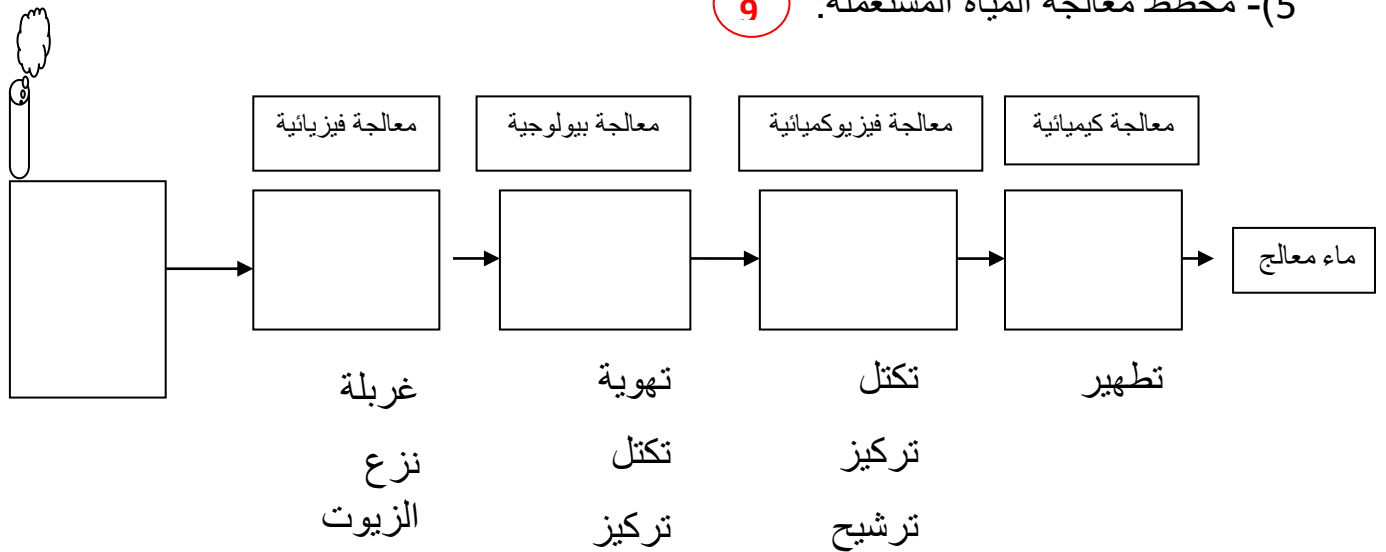 5)- مخطط معالجة المياه المستعملة.
9
معالجة كيميائية
معالجة فيزيوكميائية
معالجة بيولوجية
معالجة فيزيائية
ماء معالج
تطهير
تكتل
تركيز
ترشيح
تهوية
تكتل
تركيز
غربلة
نزع
الزيوت